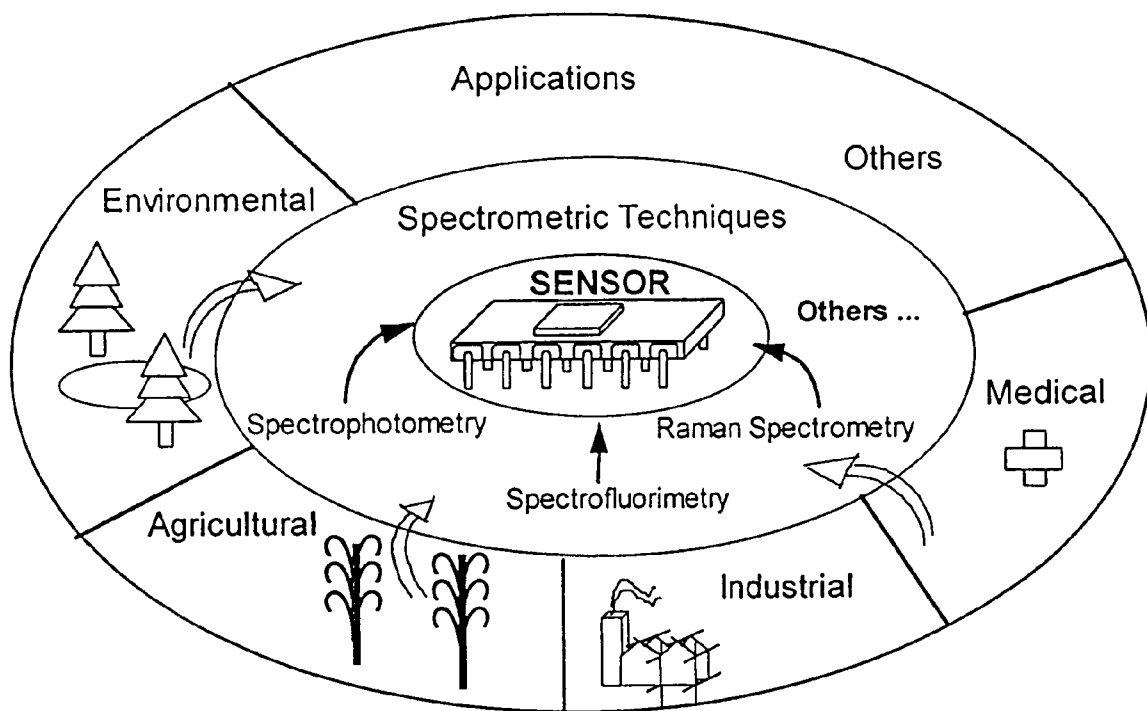 Applications
Others
Environmental
Spectrometric Techniques
SENSOR
Others ...
Medical
Spectrophotometry
Raman Spectrometry
Spectrofluorimetry
Agricultural
Industrial